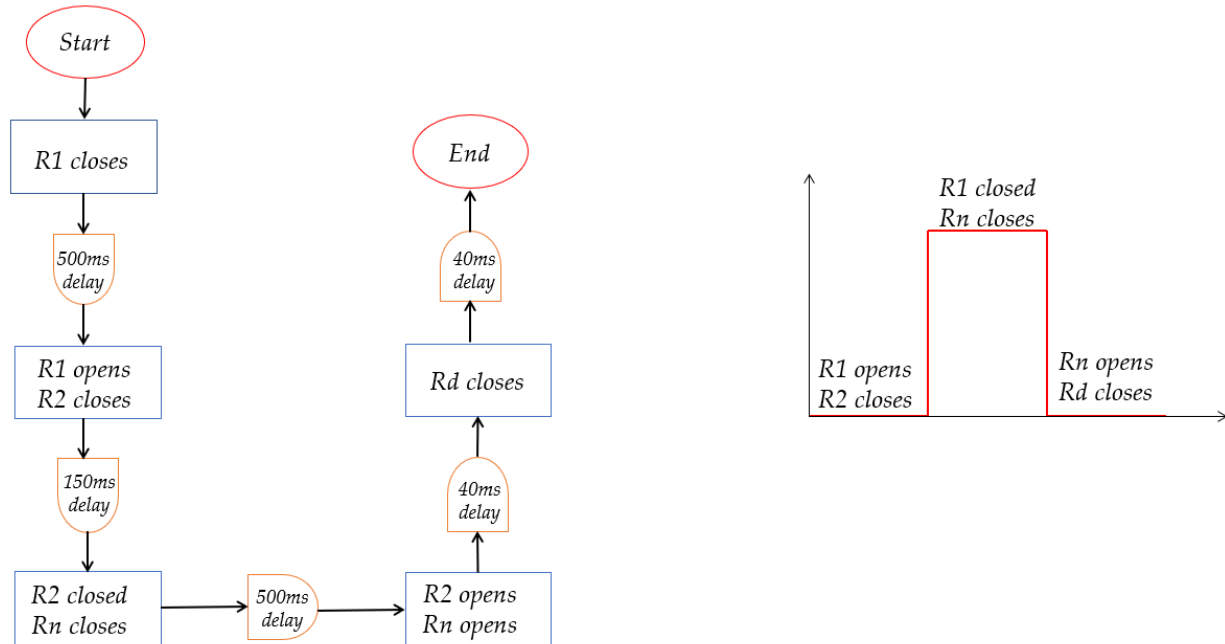 Start
R1 closes
500ms
delay
R1 opens
R2 closes
150ms
delay
R2 closed
Rn closes
500ms
delay
R2 opens
Rn opens
40ms
delay
Rd closes
40ms
delay
End
R1 opens
R2 closes
R1 closed
Rn closes
Rn opens
Rd closes